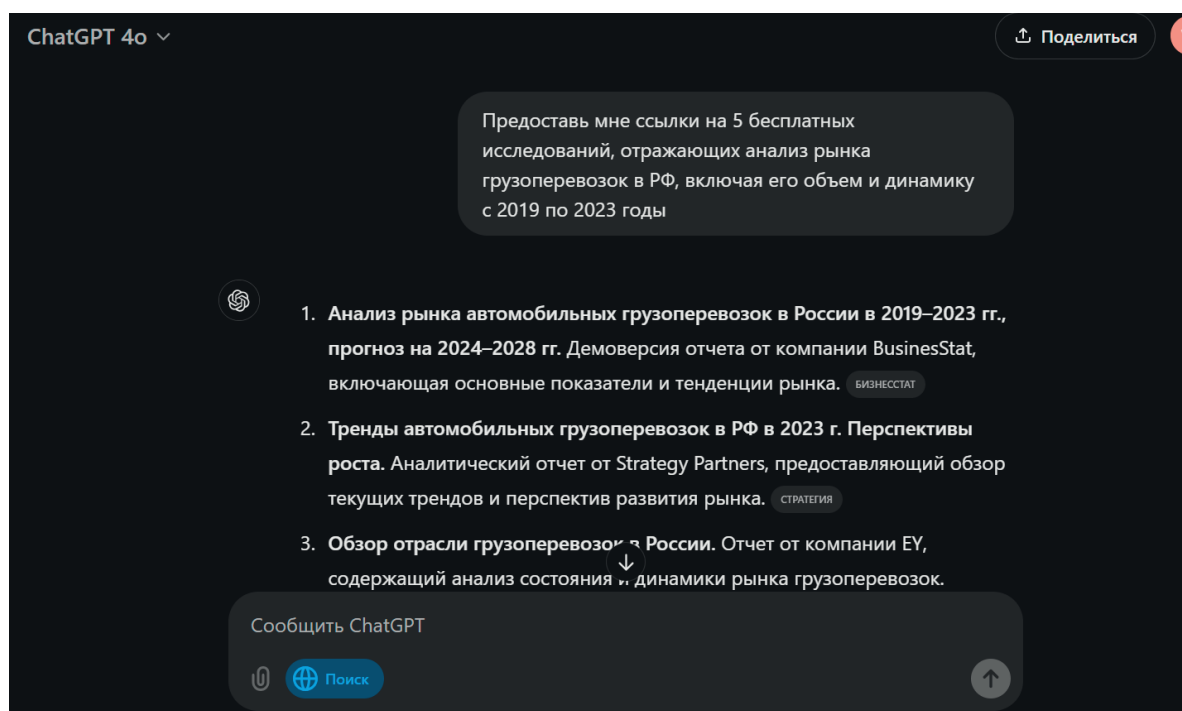 ChatGPT 4o
Поделиться
Предоставь мне ссылки на 5 бесплатных
исследований, отражающих анализ рынка
грузоперевозок в РФ, включая его объем и динамику
с 2019 по 2023 годы
1. Анализ рынка автомобильных грузоперевозок в России в 2019–2023 гг.,
прогноз на 2024–2028 гг. Демоверсия отчета от компании BusinesStat,
включающая основные показатели и тенденции рынка. БИЗНЕССТАТ
2. Тренды автомобильных грузоперевозок в РФ в 2023 г. Перспективы
роста. Аналитический отчет от Strategy Partners, предоставляющий обзор
текущих трендов и перспектив развития рынка. СТРАТЕГИЯ
3. Обзор отрасли грузоперевозок в России. Отчет от компании EY,
содержащий анализ состояния и динамики рынка грузоперевозок.
Сообщить ChatGPT
Поиск